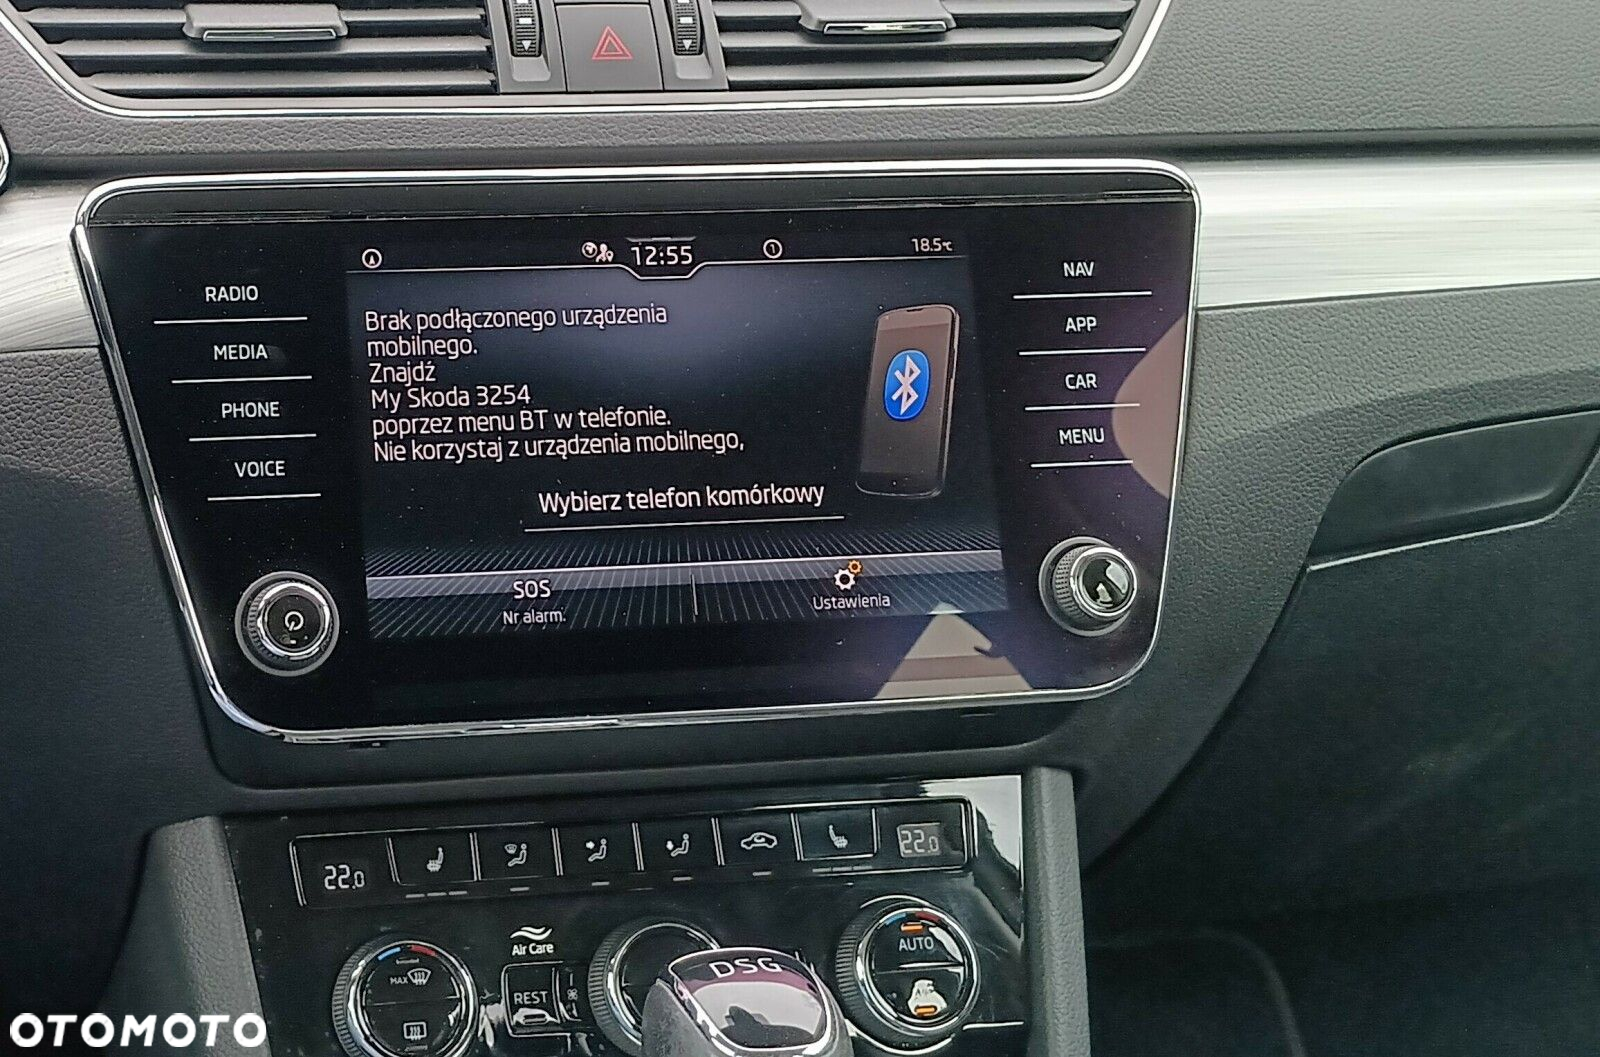 12:55
18.5°C
RADIO
MEDIA
PHONE
VOICE
Brak podłączonego urządzenia
mobilnego.
Znajdź
My Skoda 3254
poprzez menu BT w telefonie.
Nie korzystaj z urządzenia mobilnego,
Wybierz telefon komórkowy
SOS
Nr alarm.
Ustawienia
NAV
APP
CAR
MENU
22.0
22.0
Air Care
MAX
REST
DSG
AUTO
OTOMOTO